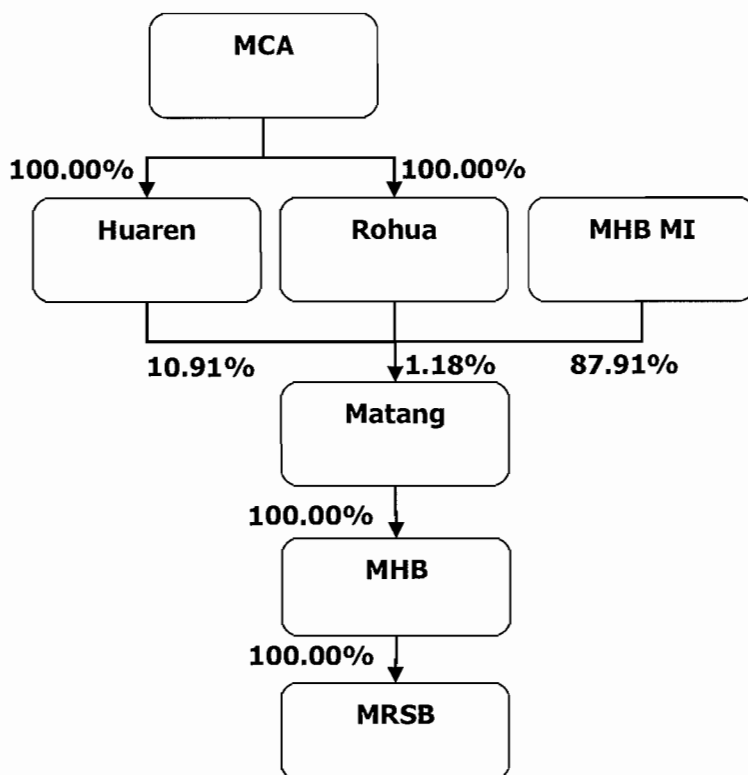 MCA
100.00% 100.00%
Huaren Rohua MHB MI
10.91% 1.18% 87.91%
Matang
100.00%
MHB
100.00%
MRSB